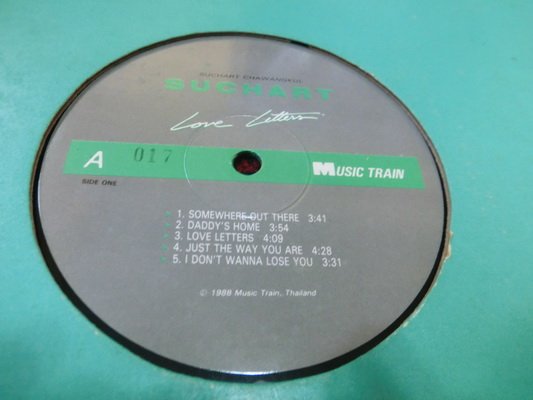 SUCHART CHAWANGKUL
SUCHART
Love Letters
A 017 MUSIC TRAIN
SIDE ONE
1. SOMEWHERE OUT THERE 3:41
2. DADDY'S HOME 3:54
3. LOVE LETTERS 4:09
4. JUST THE WAY YOU ARE 4:28
5. I DON'T WANNA LOSE YOU 3:31
© 1988 Music Train, Thailand